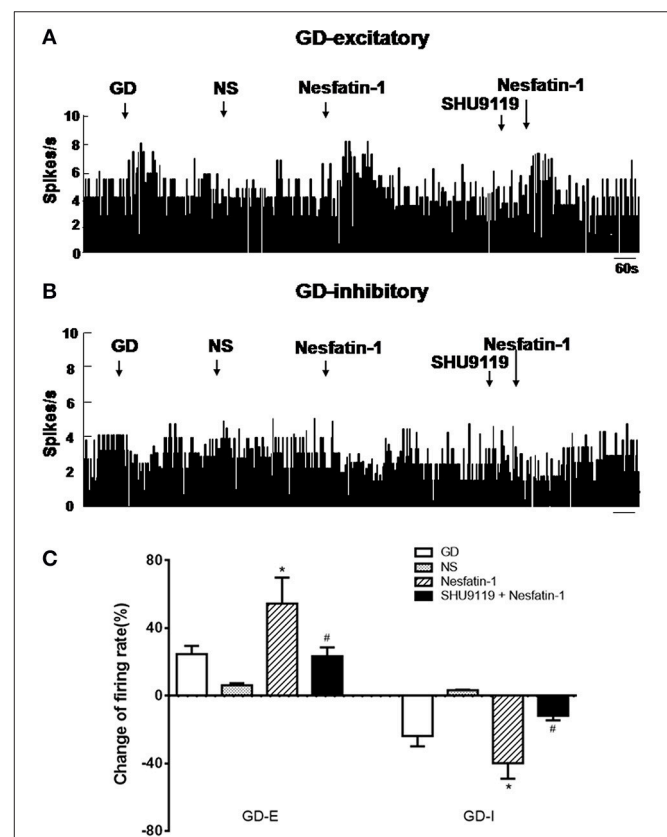 A
GD-excitatory
GD
NS
Nesfatin-1
SHU9119
Nesfatin-1
Spikes/s
10
8
6
4
2
0
60s
B
GD-inhibitory
GD
NS
Nesfatin-1
SHU9119
Nesfatin-1
Spikes/s
10
8
6
4
2
0
C
Change of firing rate(%)
80
40
0
-40
-80
GD
NS
Nesfatin-1
SHU9119 + Nesfatin-1
*
#
*
#
GD-E
GD-I